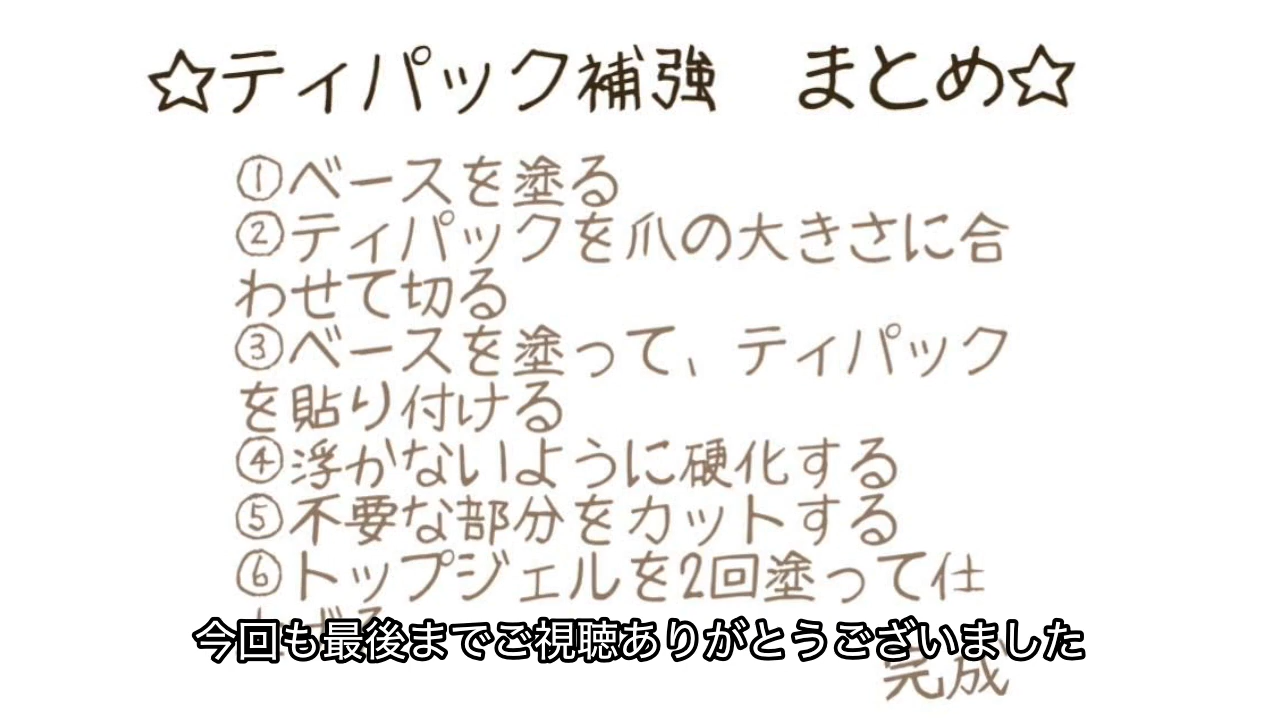 ☆ティパック補強　まとめ☆
①ベースを塗る
②ティパックを爪の大きさに合
わせて切る
③ベースを塗って、ティパック
を貼り付ける
④浮かないように硬化する
⑤不要な部分をカットする
⑥トップジェルを2回塗って仕
今回も最後までご視聴ありがとうございました
完成